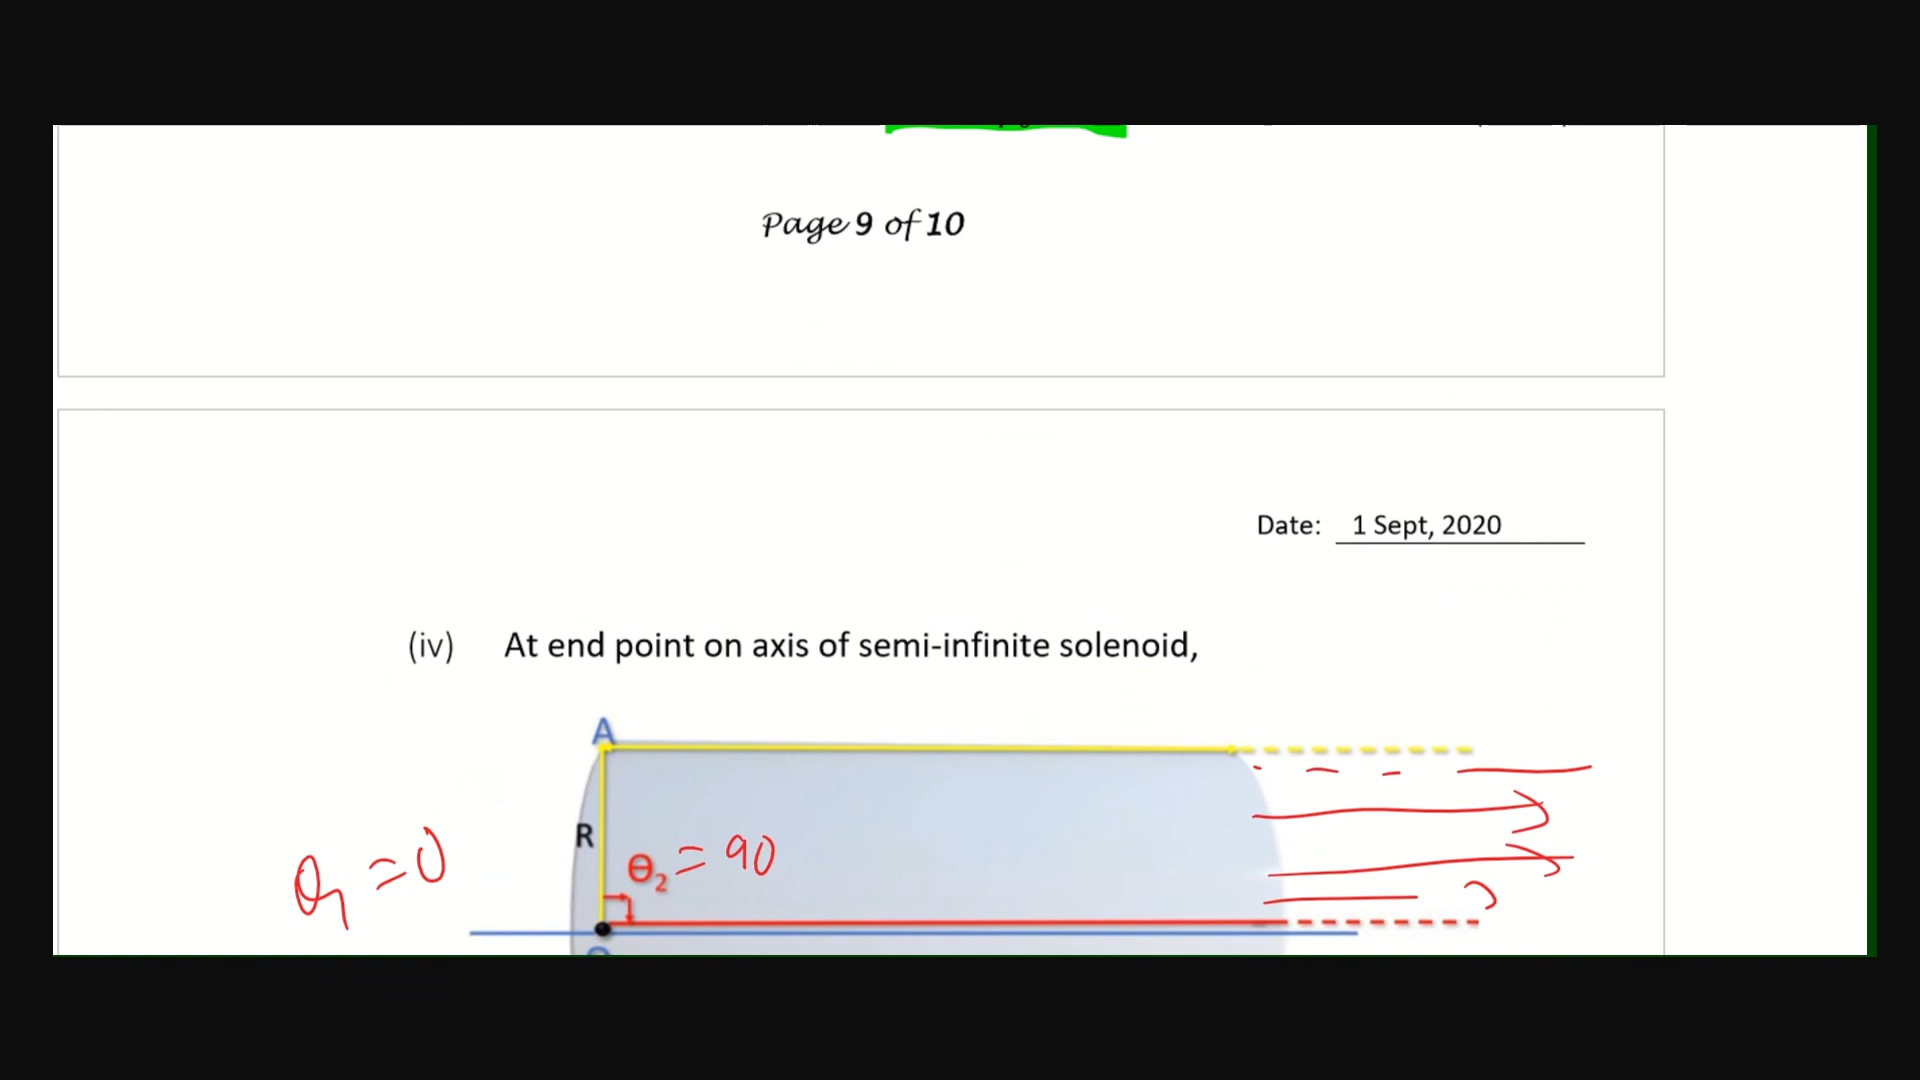 Page 9 of 10
Date: 1 Sept, 2020
(iv) At end point on axis of semi-infinite solenoid,
A
R
θ₁ = 0
θ₂ = 90